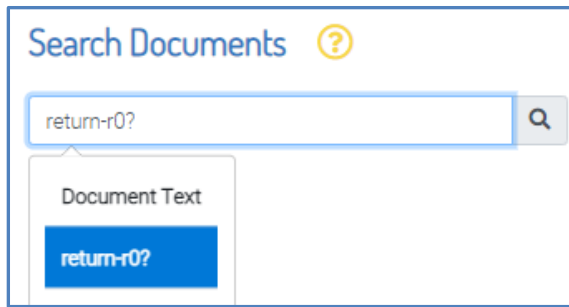 Search Documents ?
return-r0?
Document Text
return-r0?